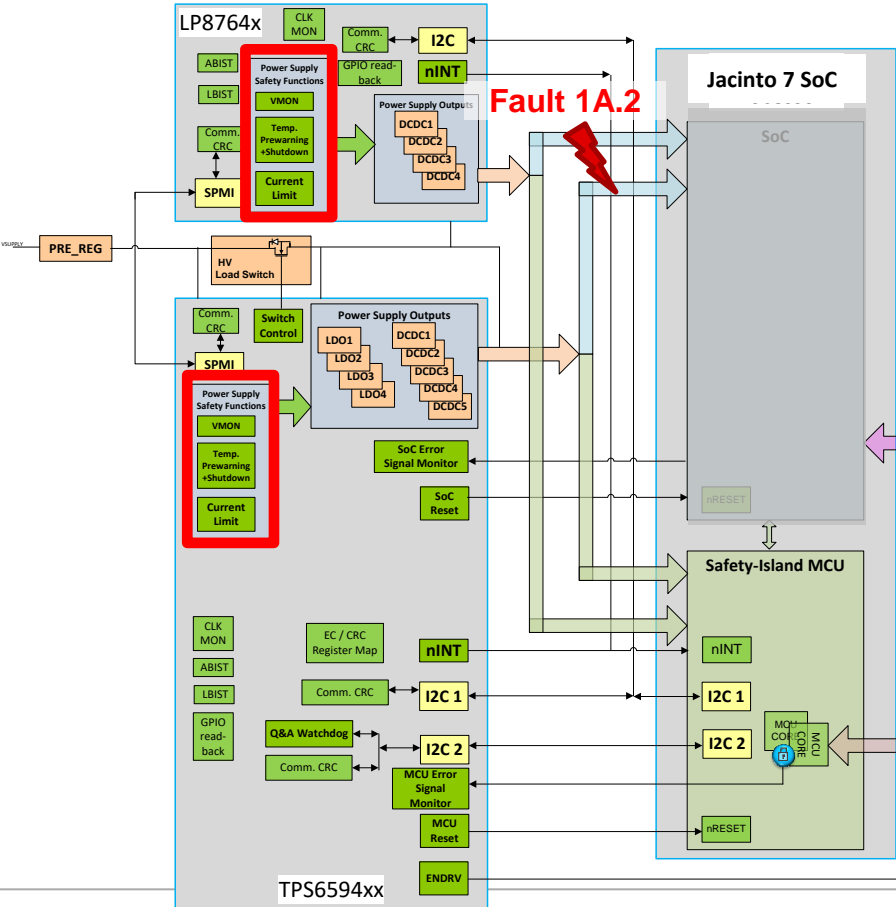 LP8764x
CLK
MON
Comm.
CRC
I2C
ABIST
GPIO read-
back
nINT
LBIST
Power Supply
Safety Functions
VMON
Temp.
Prewarning
+Shutdown
Current
Limit
Comm.
CRC
SPMI
Power Supply Outputs
DCDC1
DCDC2
DCDC3
DCDC4
Fault 1A.2
Jacinto 7 SoC
SoC
nRESET
VSUPPLY
PRE_REG
HV
Load Switch
Comm.
CRC
Switch
Control
SPMI
Power Supply
Safety Functions
VMON
Temp.
Prewarning
+Shutdown
Current
Limit
Power Supply Outputs
LDO1
LDO2
LDO3
LDO4
DCDC1
DCDC2
DCDC3
DCDC4
DCDC5
SoC Error
Signal Monitor
SoC
Reset
CLK
MON
ABIST
LBIST
GPIO
read-
back
EC / CRC
Register Map
nINT
Comm. CRC
I2C 1
Q&A Watchdog
Comm. CRC
I2C 2
MCU Error
Signal
Monitor
MCU
Reset
ENDRV
TPS6594xx
Safety-Island MCU
nINT
I2C 1
I2C 2
MCU
CORE
MCU
CORE
nRESET